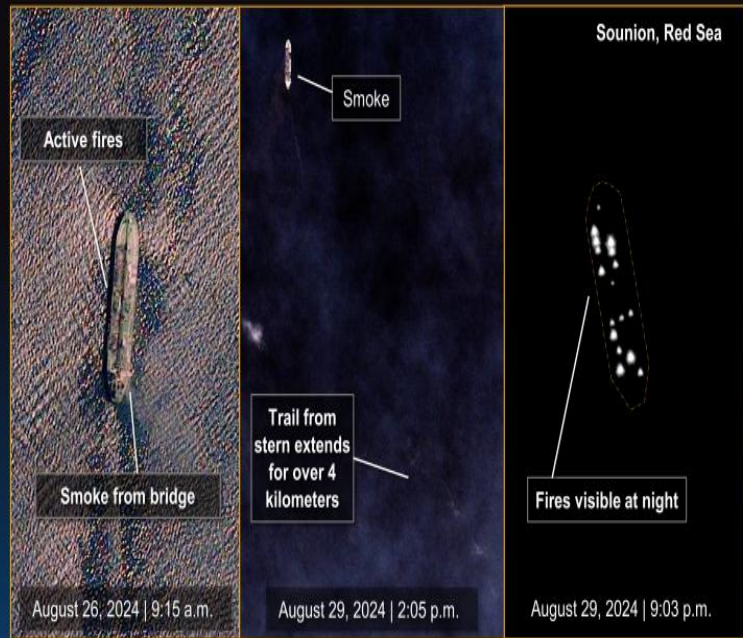 Active fires
Smoke from bridge
August 26, 2024 | 9:15 a.m.
Smoke
Trail from
stern extends
for over 4
kilometers
August 29, 2024 | 2:05 p.m.
Sounion, Red Sea
Fires visible at night
August 29, 2024 | 9:03 p.m.